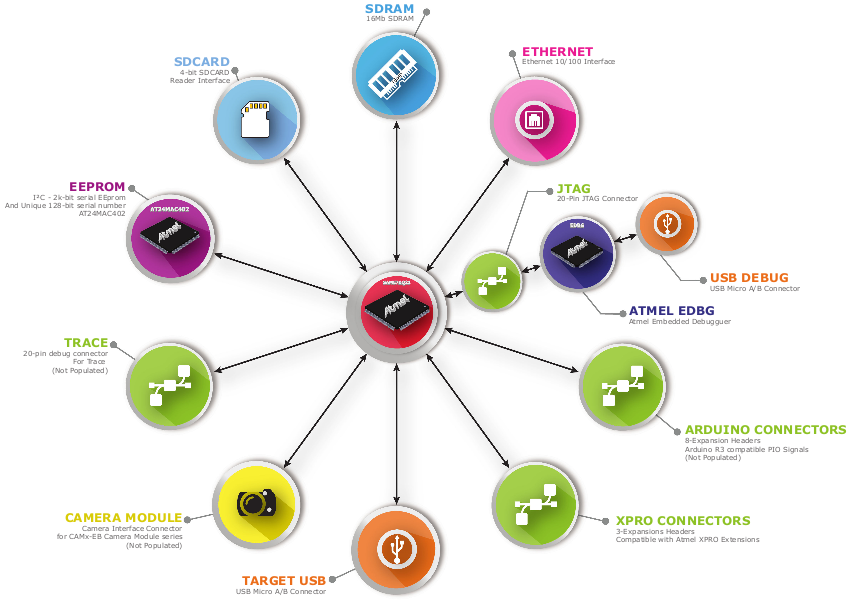 SDRAM
16Mb SDRAM
ETHERNET
Ethernet 10/100 Interface
SDCARD
4-bit SDCARD
Reader Interface
EEPROM
I²C - 2k-bit serial EEprom
And Unique 128-bit serial number
AT24MAC402
AT24MAC402
Atmel
JTAG
20-Pin JTAG Connector
EDBG
Atmel
USB DEBUG
USB Micro A/B Connector
ATMEL EDBG
Atmel Embedded Debugguer
Atmel
TRACE
20-pin debug connector
For Trace
(Not Populated)
ARDUINO CONNECTORS
8-Expansion Headers
Arduino R3 compatible PIO Signals
(Not Populated)
CAMERA MODULE
Camera Interface Connector
for CAMx-EB Camera Module series
(Not Populated)
XPRO CONNECTORS
3-Expansions Headers
Compatible with Atmel XPRO Extensions
TARGET USB
USB Micro A/B Connector